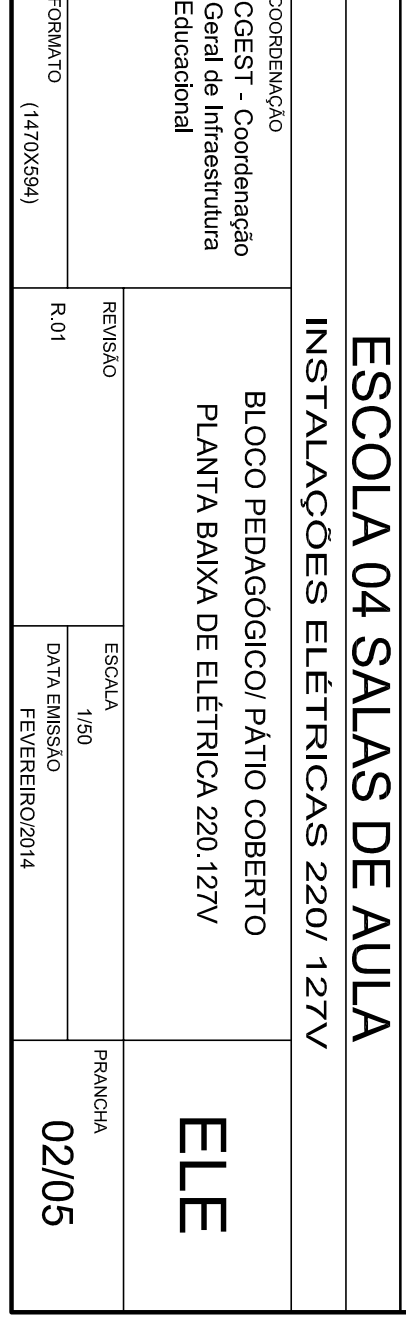 ESCOLA 04 SALAS DE AULA
INSTALAÇÕES ELÉTRICAS 220/ 127V
COORDENAÇÃO
CGEST - Coordenação
Geral de Infraestrutura
Educacional
BLOCO PEDAGÓGICO/ PÁTIO COBERTO
PLANTA BAIXA DE ELÉTRICA 220.127V
ELE
FORMATO
(1470X594)
REVISÃO
R.01
ESCALA
1/50
DATA EMISSÃO
FEVEREIRO/2014
PRANCHA
02/05